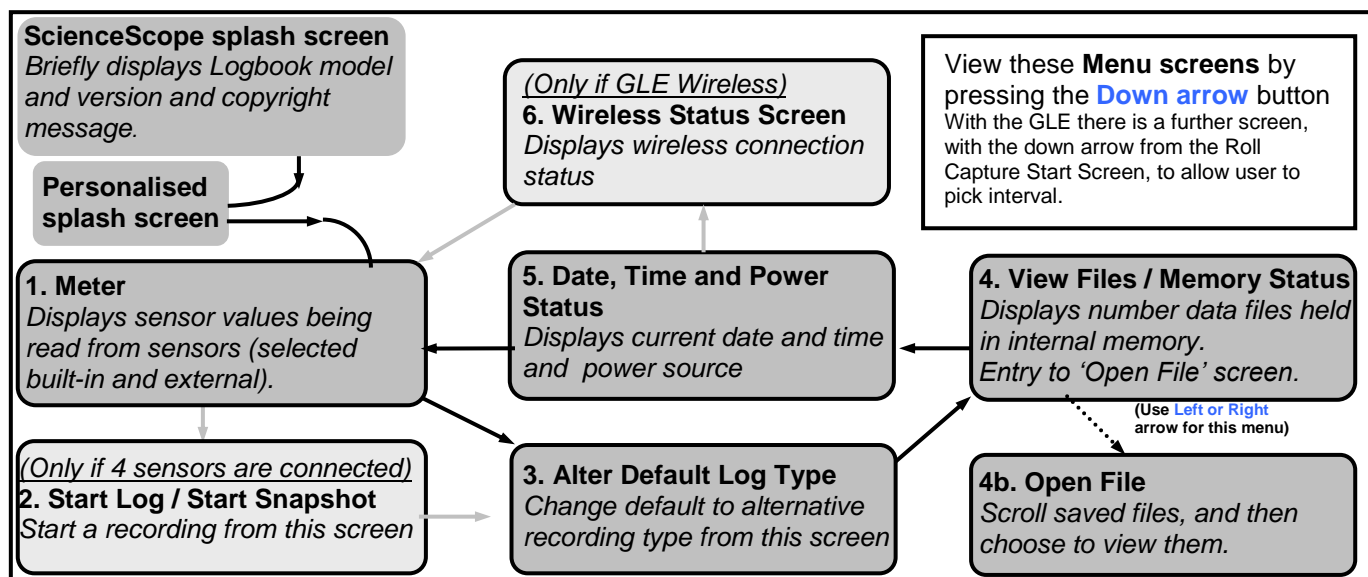 ScienceScope splash screen
Briefly displays Logbook model
and version and copyright
message.
Personalised
splash screen
(Only if GLE Wireless)
6. Wireless Status Screen
Displays wireless connection
status
View these Menu screens by
pressing the Down arrow button
With the GLE there is a further screen,
with the down arrow from the Roll
Capture Start Screen, to allow user to
pick interval.
1. Meter
Displays sensor values being
read from sensors (selected
built-in and external).
5. Date, Time and Power
Status
Displays current date and time
and power source
4. View Files / Memory Status
Displays number data files held
in internal memory.
Entry to ‘Open File’ screen.
(Use Left or Right
arrow for this menu)
(Only if 4 sensors are connected)
2. Start Log / Start Snapshot
Start a recording from this screen
3. Alter Default Log Type
Change default to alternative
recording type from this screen
4b. Open File
Scroll saved files, and then
choose to view them.